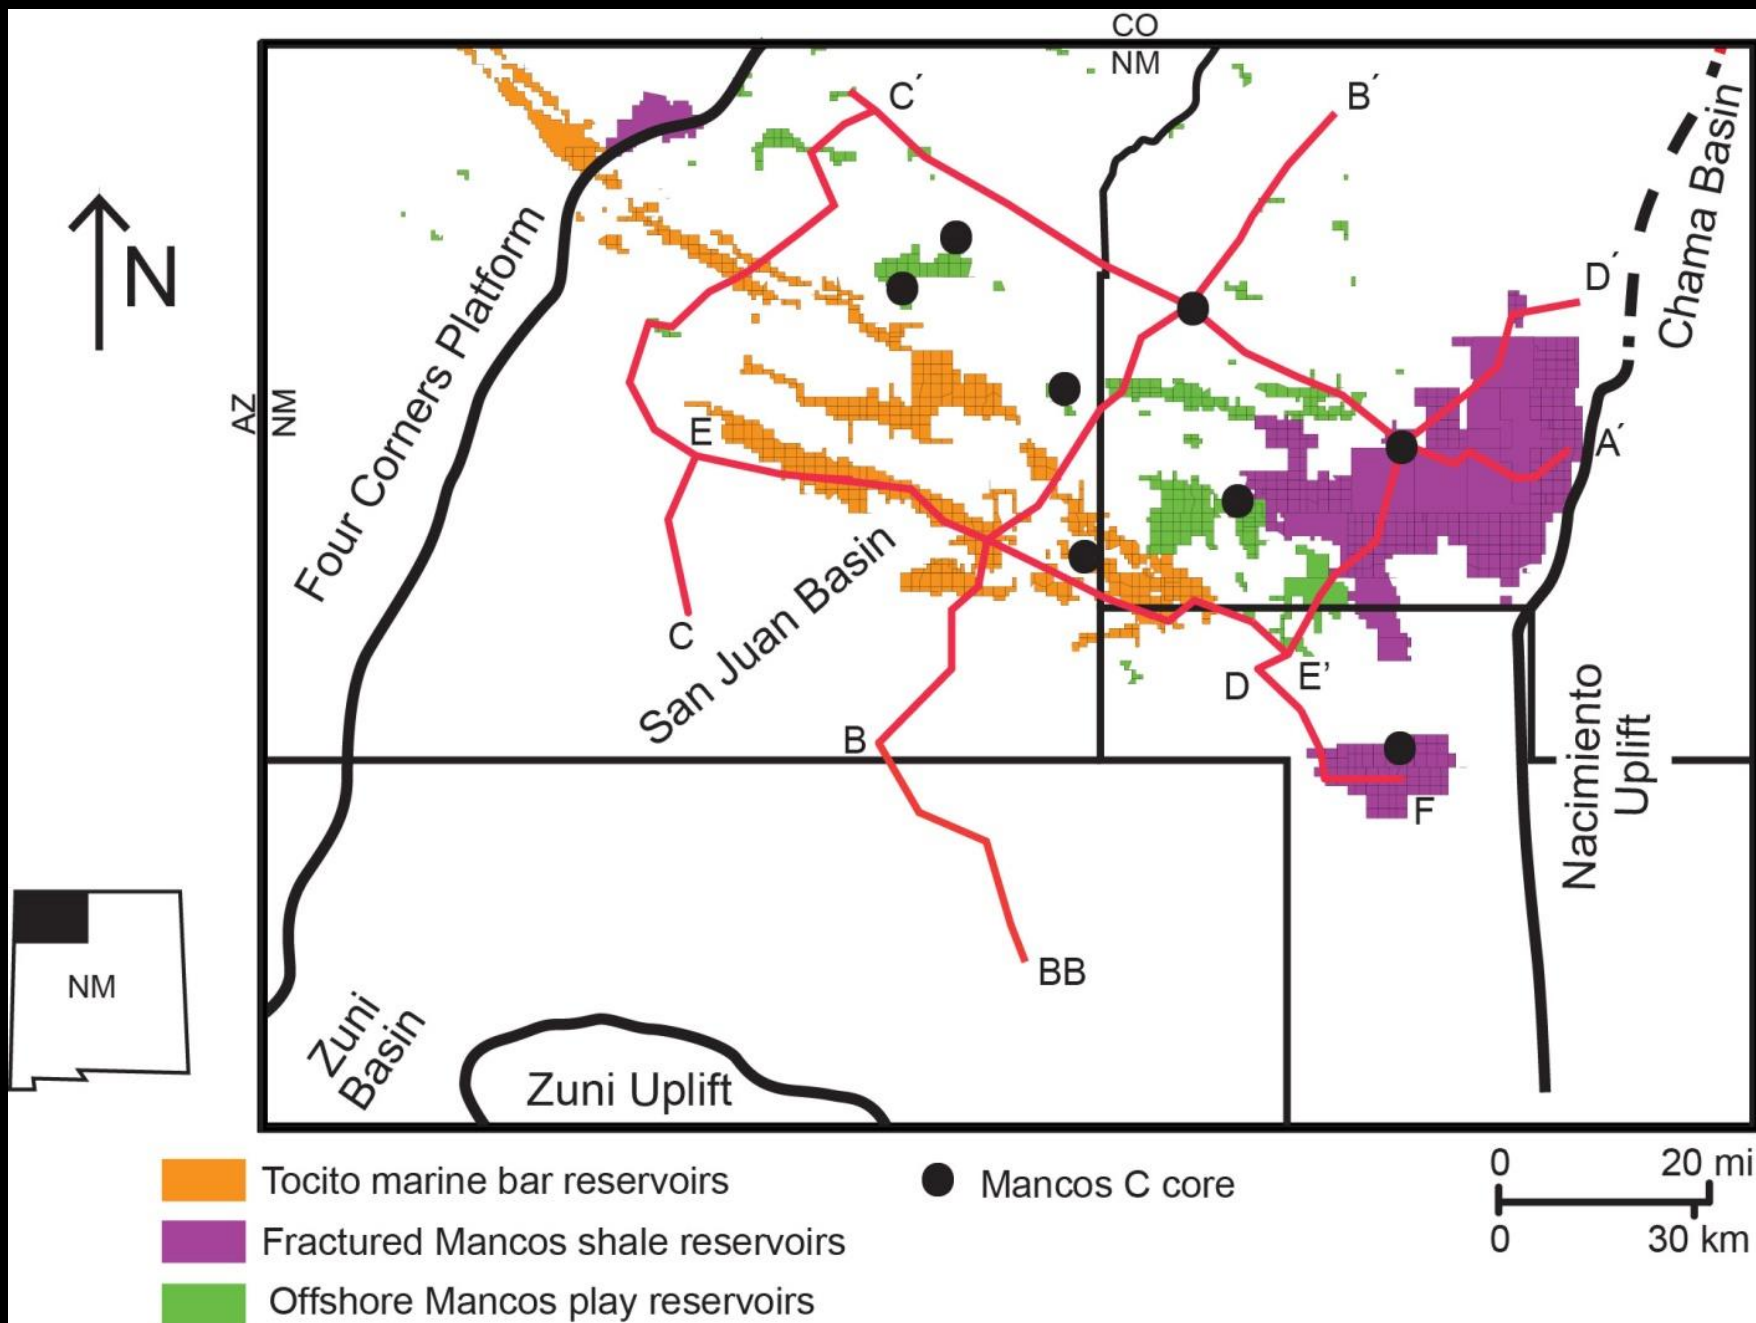 CO
NM
C´
B´
Chama Basin
N
D´
Four Corners Platform
AZ
NM
E
A´
San Juan Basin
C
D
E’
B
Nacimiento
Uplift
F
BB
NM
Zuni
Basin
Zuni Uplift
Tocito marine bar reservoirs
Mancos C core
0 20 mi
Fractured Mancos shale reservoirs
0 30 km
Offshore Mancos play reservoirs